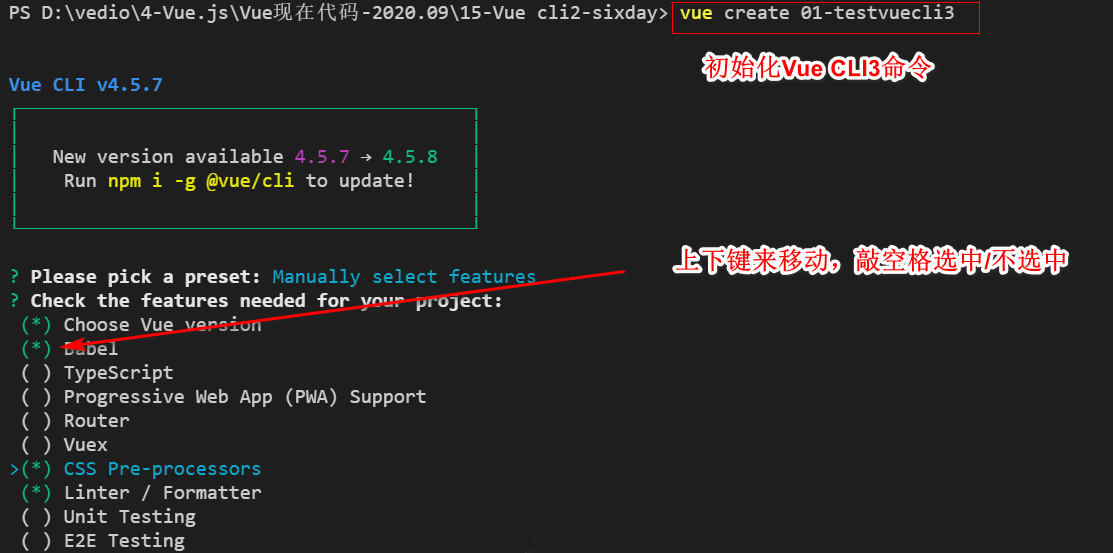 PS D:\vedio\4-Vue.js\Vue现在代码-2020.09\15-Vue cli2-sixday> vue create 01-testvuecli3
初始化Vue CLI3命令
Vue CLI v4.5.7
New version available 4.5.7 → 4.5.8
Run npm i -g @vue/cli to update!
上下键来移动，敲空格选中/不选中
? Please pick a preset: Manually select features
? Check the features needed for your project:
(*) Choose Vue version
(*) Babel
( ) TypeScript
( ) Progressive Web App (PWA) Support
( ) Router
( ) Vuex
>(*) CSS Pre-processors
(*) Linter / Formatter
( ) Unit Testing
( ) E2E Testing